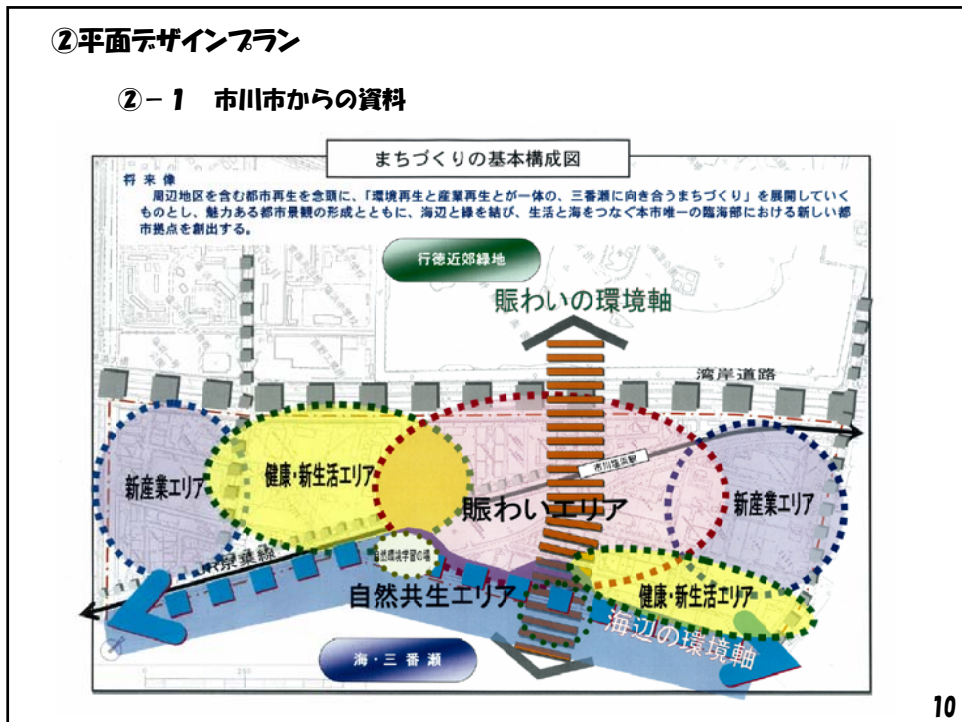 ②平面デザインプラン
②-1 市川市からの資料
まちづくりの基本構成図
将来像
周辺地区を含む都市再生を念頭に、「環境再生と産業再生とが一体の、三番瀬に向き合うまちづくり」を展開していく
ものとし、魅力ある都市景観の形成とともに、海辺と緑を結び、生活と海をつなぐ本市唯一の臨海部における新しい都
市拠点を創出する。
行徳近郊緑地
賑わいの環境軸
湾岸道路
市川塩浜駅
新産業エリア
健康・新生活エリア
賑わいエリア
新産業エリア
JR京葉線
自然環境学習の場
自然共生エリア
健康・新生活エリア
海辺の環境軸
海・三番瀬
10